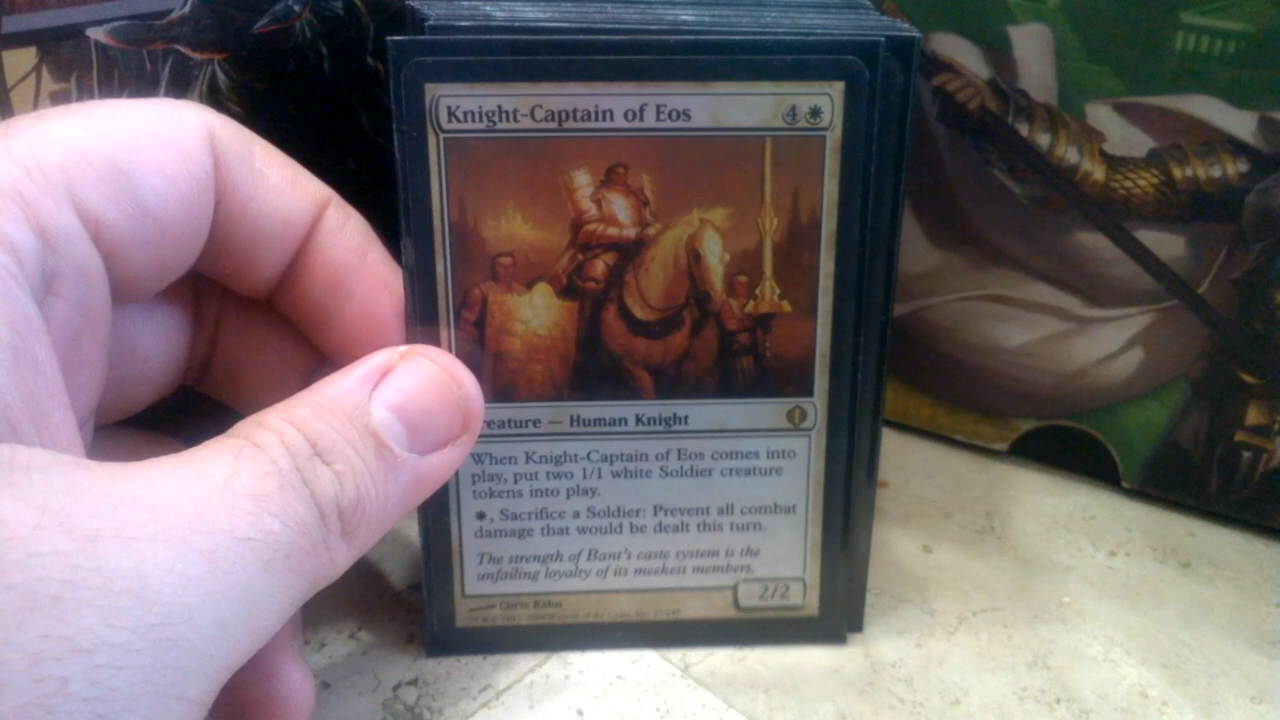 Knight-Captain of Eos 4
reature — Human Knight
When Knight-Captain of Eos comes into
play, put two 1/1 white Soldier creature
tokens into play.
, Sacrifice a Soldier: Prevent all combat
damage that would be dealt this turn.
The strength of Bant's caste system is the
unfailing loyalty of its meekest members.
2/2
Chris Rahn